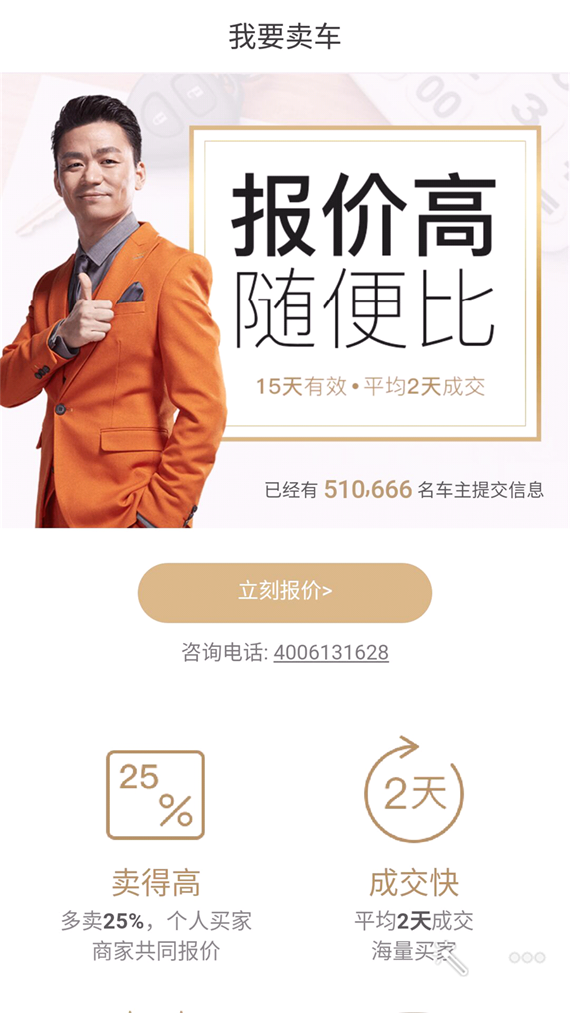 我要卖车
报价高
随便比
15天有效•平均2天成交
已经有 510,666 名车主提交信息
立刻报价>
咨询电话: 4006131628
25%
2天
卖得高
成交快
多卖25%，个人买家
商家共同报价
平均2天成交
海量买家